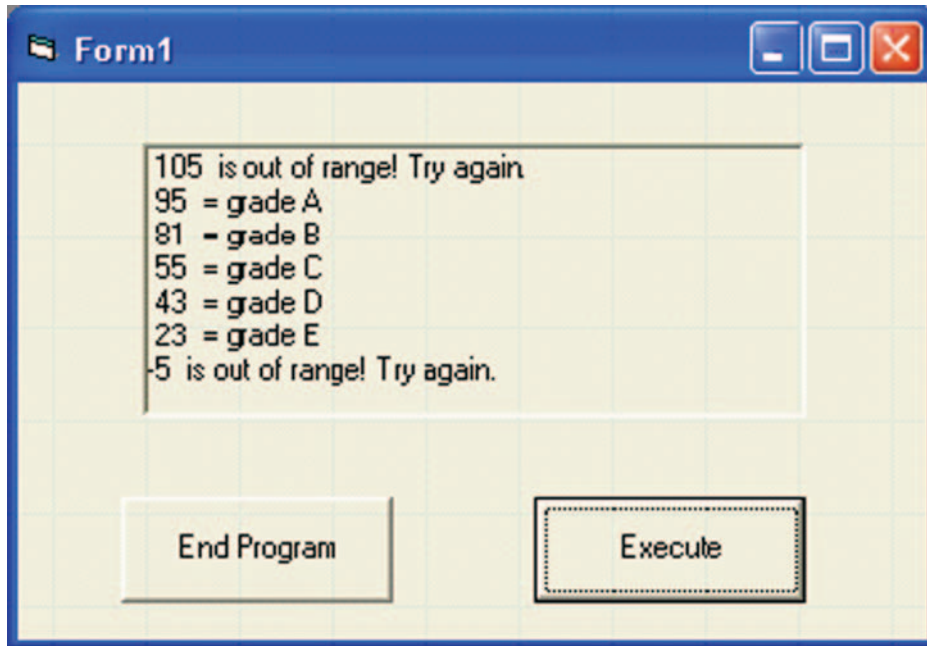 Form1
105 is out of range! Try again.
95 = grade A
81 = grade B
55 = grade C
43 = grade D
23 = grade E
-5 is out of range! Try again.
End Program
Execute